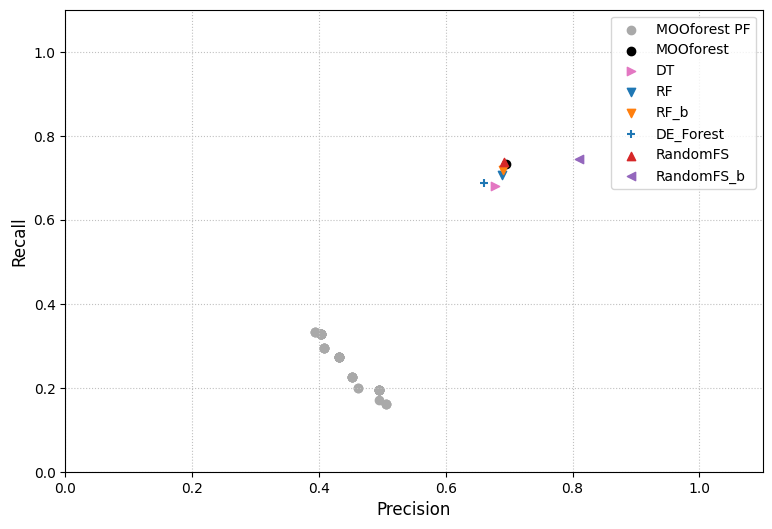 1.0
0.8
0.6
0.4
0.2
0.0
Recall
0.0 0.2 0.4 0.6 0.8 1.0
Precision
MOOforest PF
MOOforest
DT
RF
RF_b
DE_Forest
RandomFS
RandomFS_b